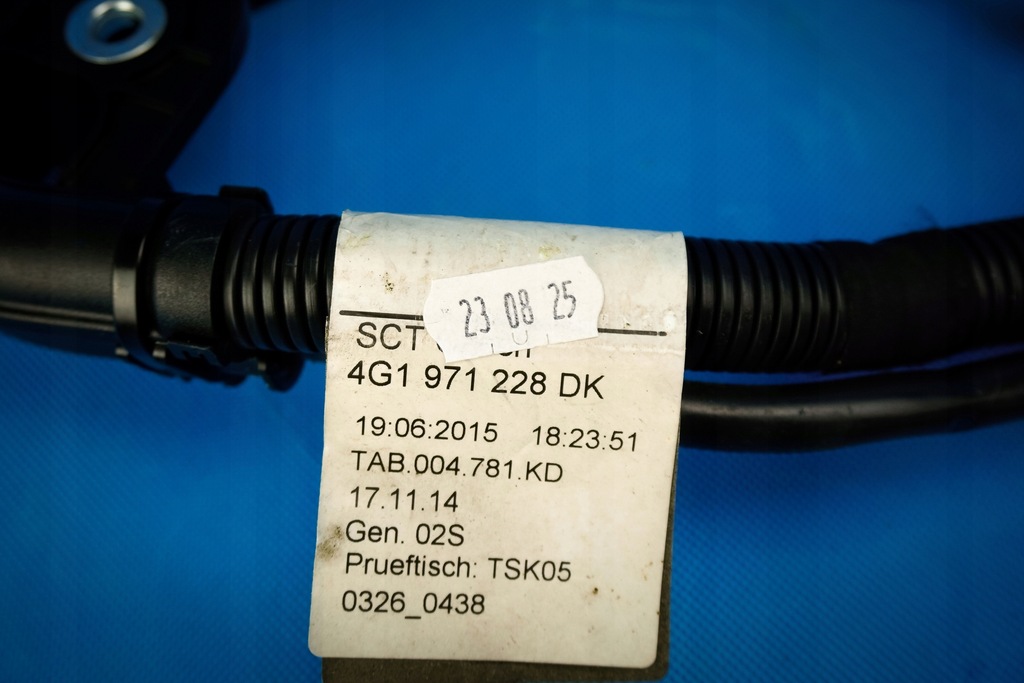 23 08 25
SCT
4G1 971 228 DK
19:06:2015 18:23:51
TAB.004.781.KD
17.11.14
Gen. 02S
Prueftisch: TSK05
0326_0438